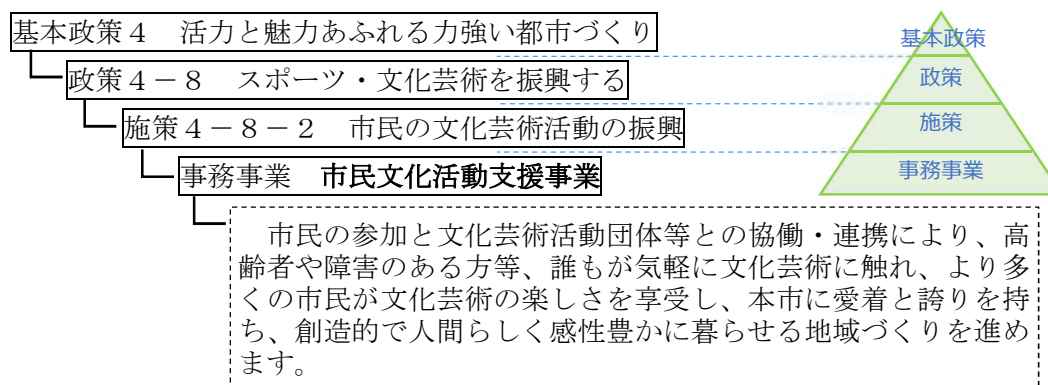 基本政策４　活力と魅力あふれる力強い都市づくり
政策４－８　スポーツ・文化芸術を振興する
施策４－８－２　市民の文化芸術活動の振興
事務事業　市民文化活動支援事業
　市民の参加と文化芸術活動団体等との協働・連携により、高
齢者や障害のある方等、誰もが気軽に文化芸術に触れ、より多
くの市民が文化芸術の楽しさを享受し、本市に愛着と誇りを持
ち、創造的で人間らしく感性豊かに暮らせる地域づくりを進め
ます。
基本政策
政策
施策
事務事業